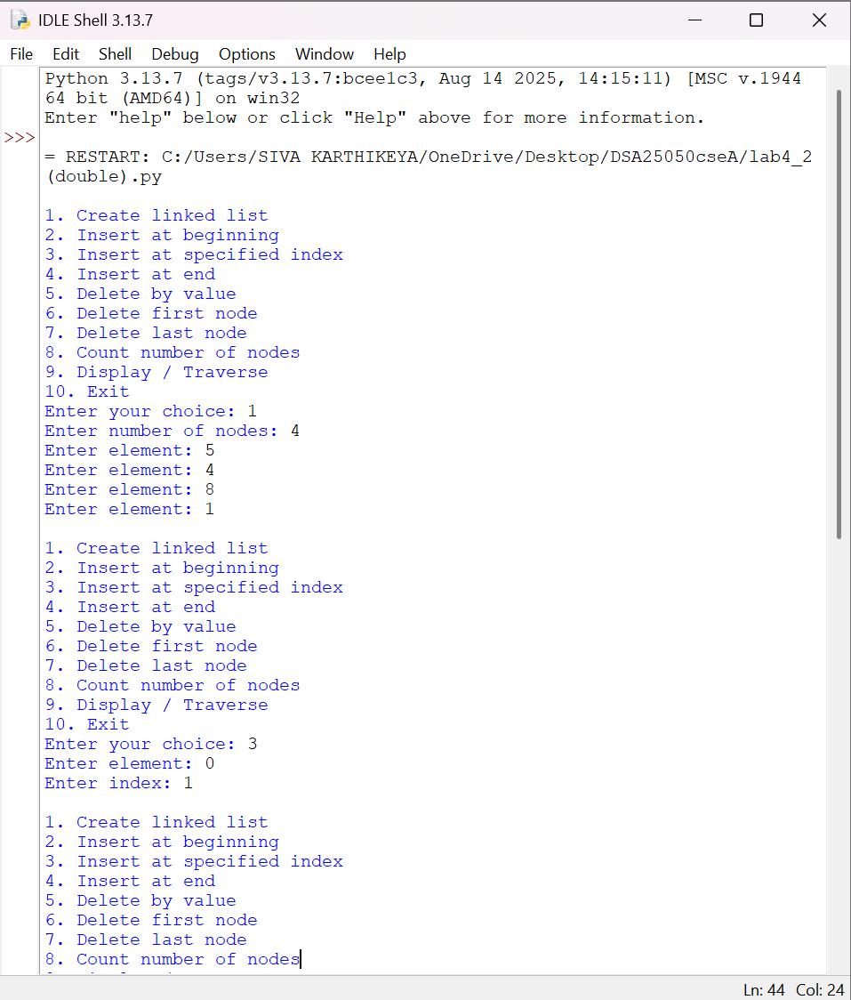 IDLE Shell 3.13.7
File Edit Shell Debug Options Window Help
Python 3.13.7 (tags/v3.13.7:bcee1c3, Aug 14 2025, 14:15:11) [MSC v.1944
64 bit (AMD64)] on win32
Enter "help" below or click "Help" above for more information.
>>>
= RESTART: C:/Users/SIVA KARTHIKEYA/OneDrive/Desktop/DSA25050cseA/lab4_2
(double).py
1. Create linked list
2. Insert at beginning
3. Insert at specified index
4. Insert at end
5. Delete by value
6. Delete first node
7. Delete last node
8. Count number of nodes
9. Display / Traverse
10. Exit
Enter your choice: 1
Enter number of nodes: 4
Enter element: 5
Enter element: 4
Enter element: 8
Enter element: 1
1. Create linked list
2. Insert at beginning
3. Insert at specified index
4. Insert at end
5. Delete by value
6. Delete first node
7. Delete last node
8. Count number of nodes
9. Display / Traverse
10. Exit
Enter your choice: 3
Enter element: 0
Enter index: 1
1. Create linked list
2. Insert at beginning
3. Insert at specified index
4. Insert at end
5. Delete by value
6. Delete first node
7. Delete last node
8. Count number of nodes
Ln: 44 Col: 24